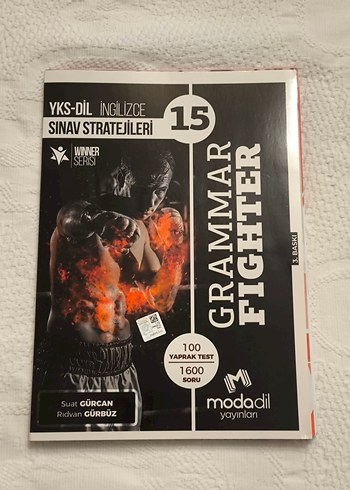 YKS-DİL İNGİLİZCE
SINAV STRATEJİLERİ
15
WINNER
SERİSİ
GRAMMAR
FIGHTER
3. BASKI
100
YAPRAK TEST
1600
SORU
modadil
yayınları
Suat GÜRCAN
Rıdvan GÜRBÜZ